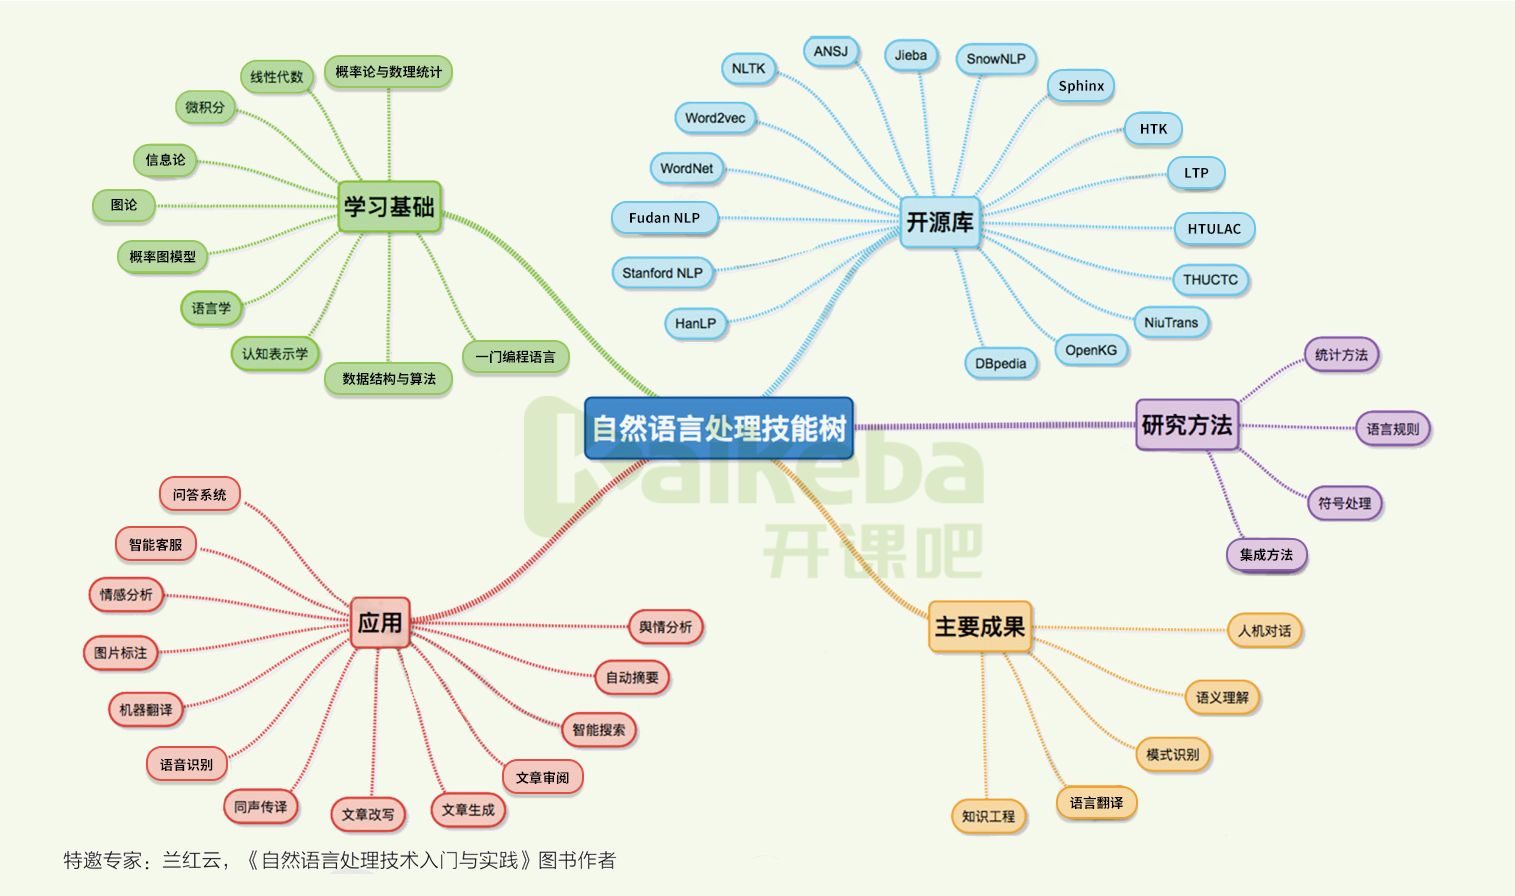 自然语言处理技能树
学习基础
概率论与数理统计
线性代数
微积分
信息论
图论
概率图模型
语言学
认知表示学
数据结构与算法
一门编程语言
开源库
HanLP
Stanford NLP
Fudan NLP
WordNet
Word2vec
NLTK
ANSJ
Jieba
SnowNLP
Sphinx
HTK
LTP
HTULAC
THUCTC
NiuTrans
OpenKG
DBpedia
研究方法
统计方法
语言规则
符号处理
集成方法
主要成果
人机对话
语义理解
模式识别
语言翻译
知识工程
应用
问答系统
智能客服
情感分析
图片标注
机器翻译
语音识别
同声传译
文章改写
文章生成
文章审阅
智能搜索
自动摘要
舆情分析
Kaikeba
开课吧
特邀专家：兰红云，《自然语言处理技术入门与实践》图书作者